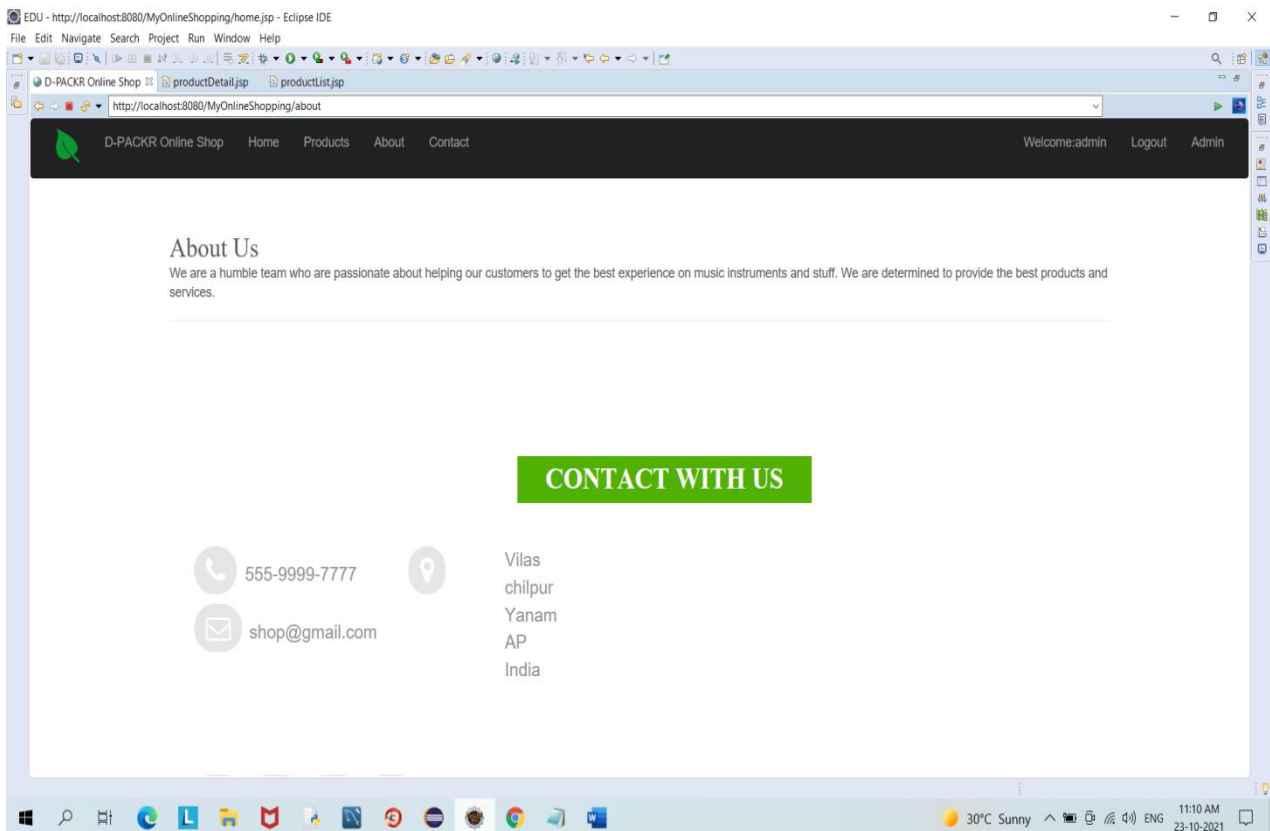 EDU - http://localhost:8080/MyOnlineShopping/home.jsp - Eclipse IDE
File Edit Navigate Search Project Run Window Help
D-PACKR Online Shop productDetail.jsp productList.jsp
http://localhost:8080/MyOnlineShopping/about
D-PACKR Online Shop Home Products About Contact Welcome:admin Logout Admin
About Us
We are a humble team who are passionate about helping our customers to get the best experience on music instruments and stuff. We are determined to provide the best products and
services.
CONTACT WITH US
555-9999-7777
shop@gmail.com
Vilas
chilpur
Yanam
AP
India
30°C Sunny ENG 11:10 AM
23-10-2021